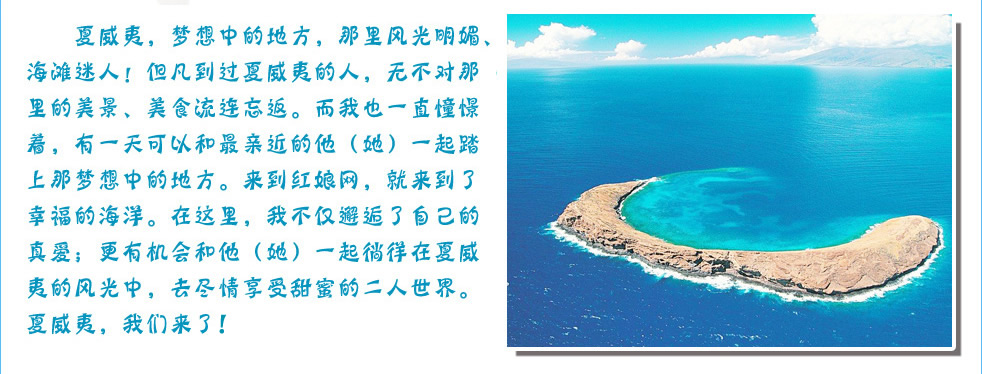 夏威夷，梦想中的地方，那里风光明媚、
海滩迷人！但凡到过夏威夷的人，无不对那
里的美景、美食流连忘返。而我也一直憧憬
着，有一天可以和最亲近的他（她）一起踏
上那梦想中的地方。来到红娘网，就来到了
幸福的海洋。在这里，我不仅邂逅了自己的
真爱；更有机会和他（她）一起徜徉在夏威
夷的风光中，去尽情享受甜蜜的二人世界。
夏威夷，我们来了！